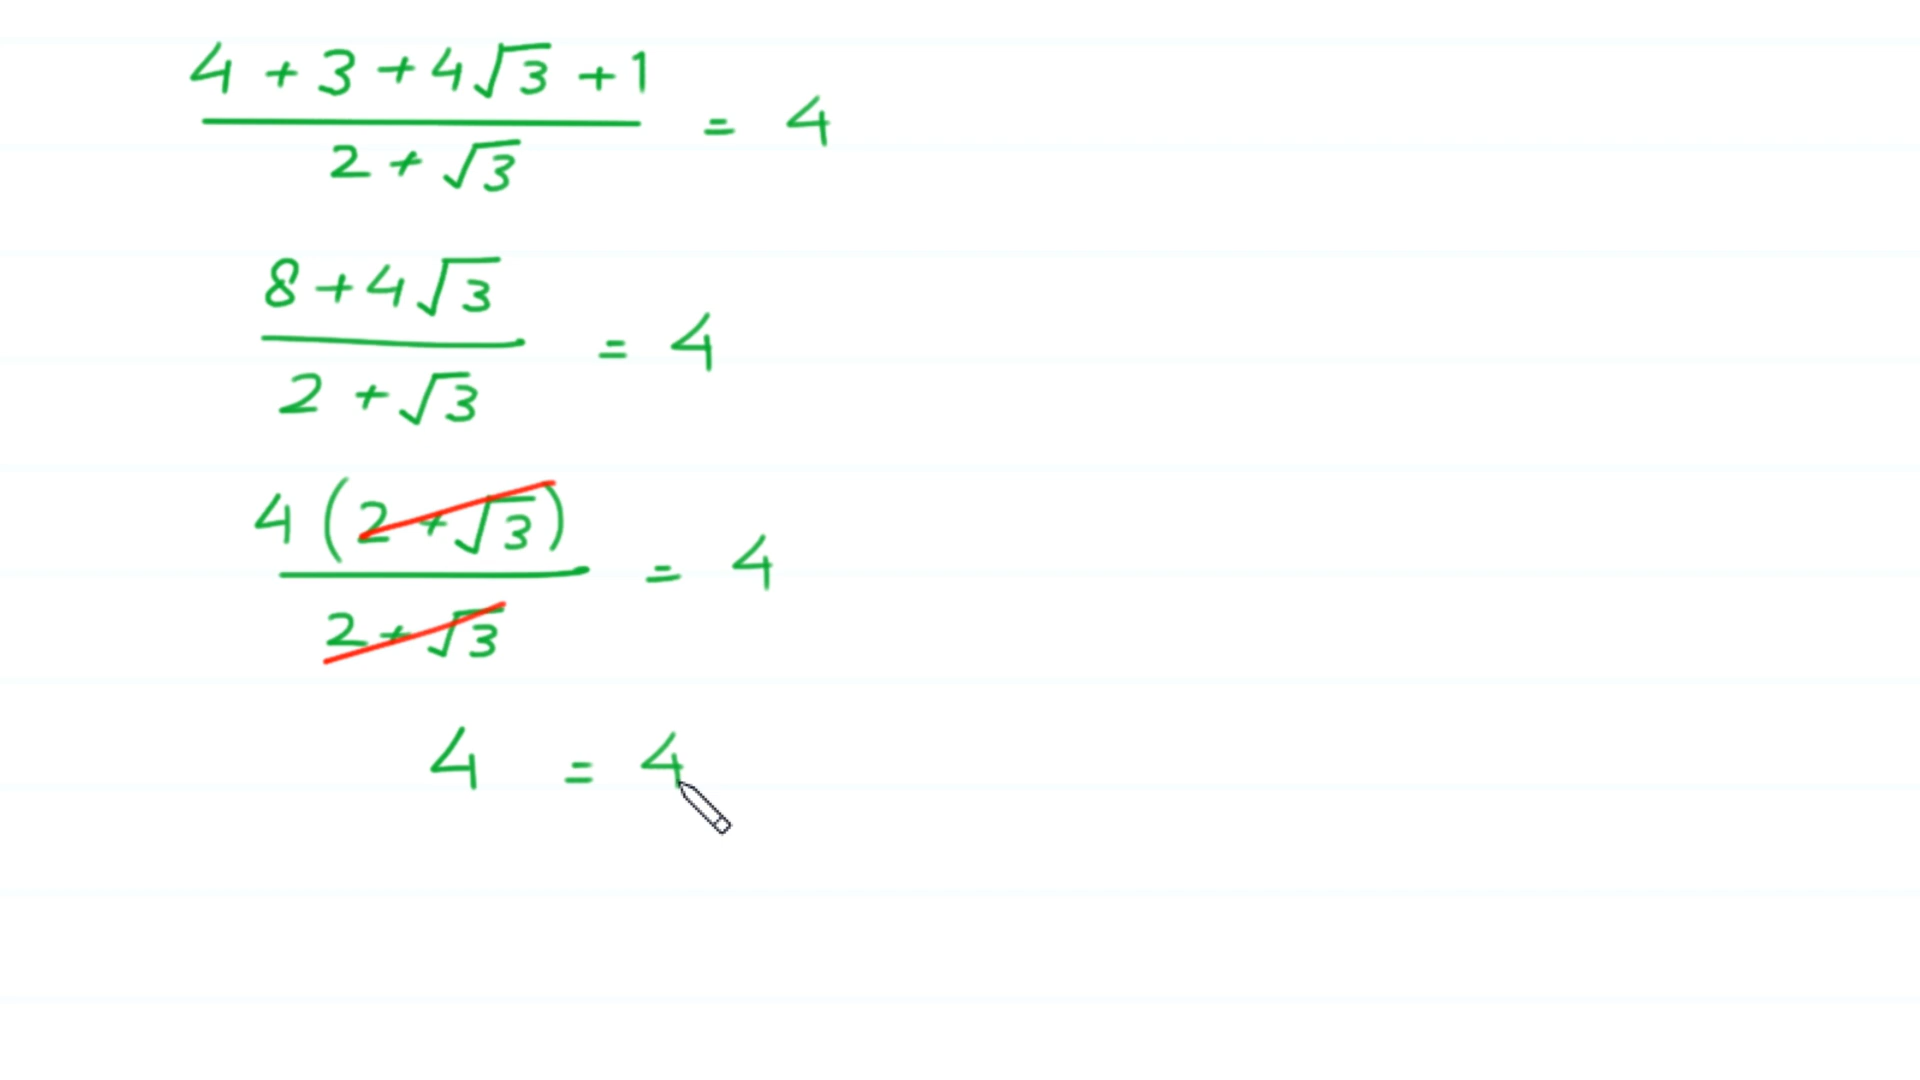 4 + 3 + 4√3 + 1
―――――――― = 4
2 + √3
8 + 4√3
―――――――― = 4
2 + √3
4 (2 + √3)
―――――――― = 4
2 + √3
4 = 4